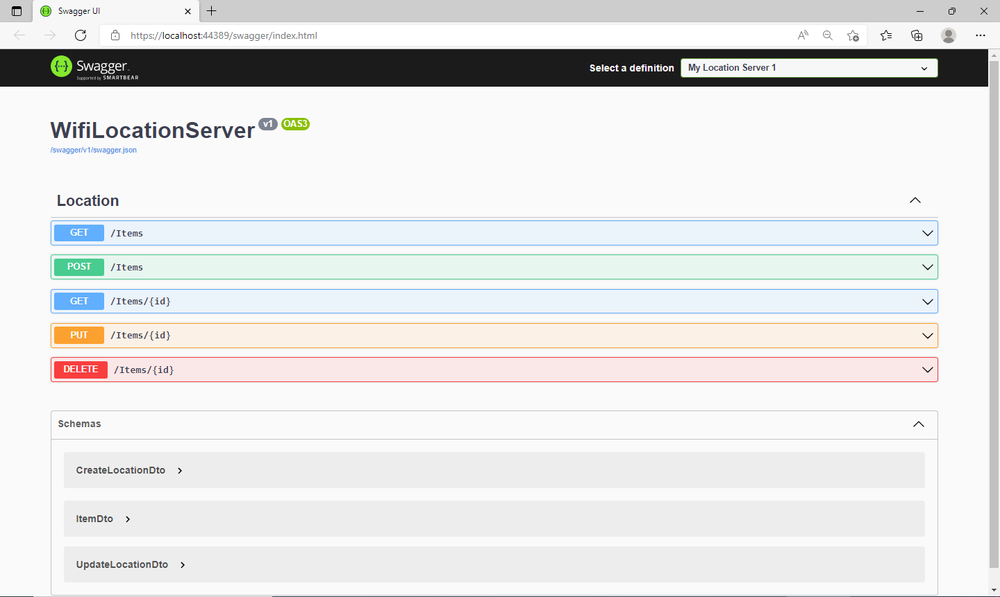 Swagger UI
https://localhost:44389/swagger/index.html
Swagger
Supported by SMARTBEAR
Select a definition
My Location Server 1
WifiLocationServer v1 OAS3
/swagger/v1/swagger.json
Location
GET /Items
POST /Items
GET /Items/{id}
PUT /Items/{id}
DELETE /Items/{id}
Schemas
CreateLocationDto
ItemDto
UpdateLocationDto